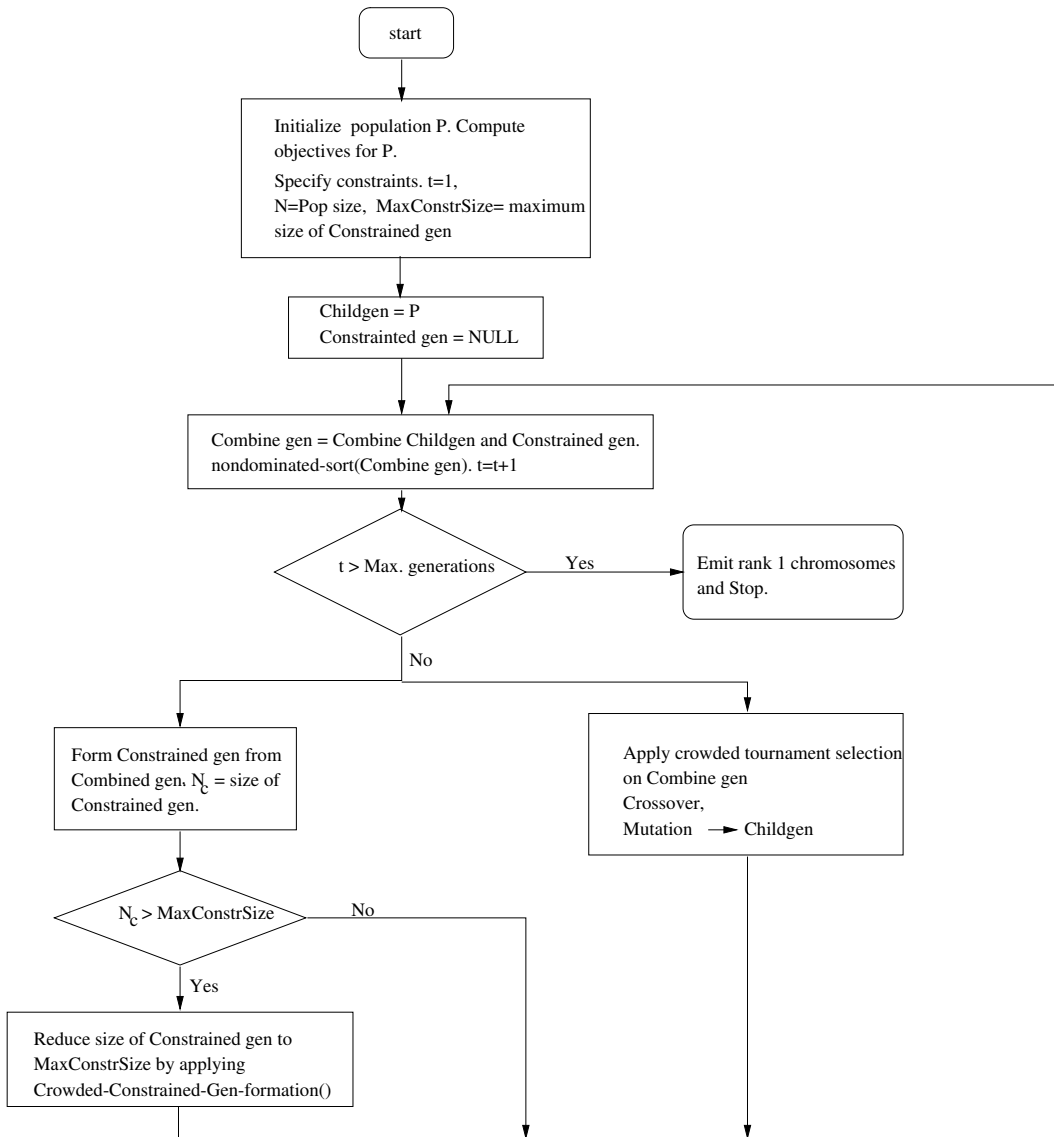 start
Initialize population P. Compute
objectives for P.
Specify constraints. t=1,
N=Pop size, MaxConstrSize= maximum
size of Constrained gen
Childgen = P
Constrainted gen = NULL
Combine gen = Combine Childgen and Constrained gen.
nondominated-sort(Combine gen). t=t+1
t > Max. generations
Yes
Emit rank 1 chromosomes
and Stop.
No
Form Constrained gen from
Combined gen, N_c = size of
Constrained gen.
Apply crowded tournament selection
on Combine gen
Crossover,
Mutation → Childgen
N_c > MaxConstrSize
No
Yes
Reduce size of Constrained gen to
MaxConstrSize by applying
Crowded-Constrained-Gen-formation()